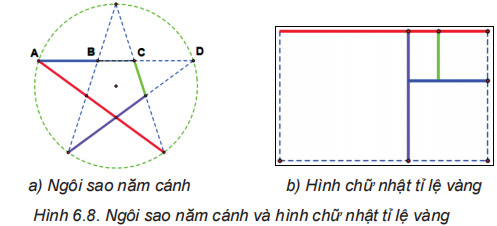 A B C D
a) Ngôi sao năm cánh
b) Hình chữ nhật tỉ lệ vàng
Hình 6.8. Ngôi sao năm cánh và hình chữ nhật tỉ lệ vàng